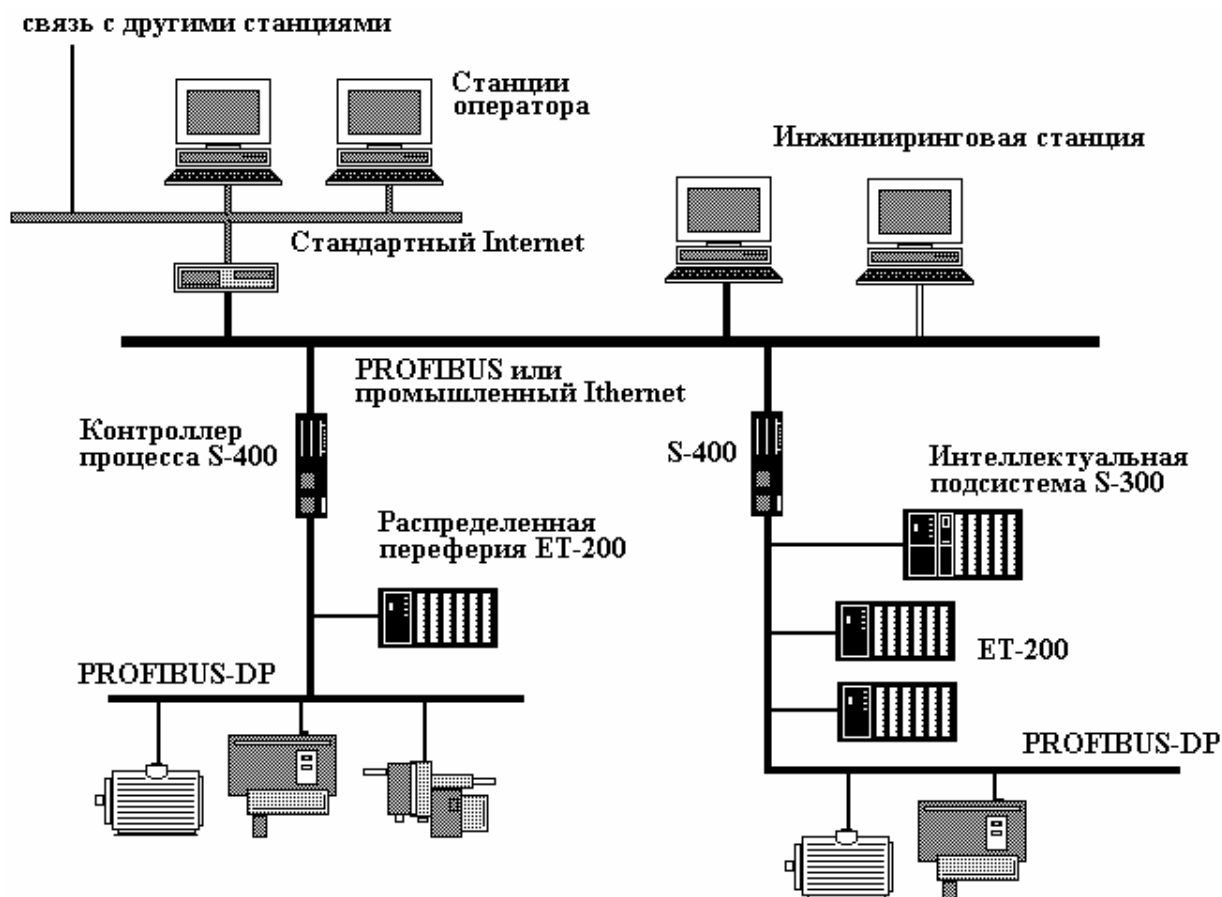 связь с другими станциями
Станции
оператора
Инжинииринговая станция
Стандартный Internet
PROFIBUS или
промышленный Ithernet
Контроллер
процесса S-400
S-400
Интеллектуальная
подсистема S-300
Распределенная
переферия ET-200
ET-200
PROFIBUS-DP
PROFIBUS-DP